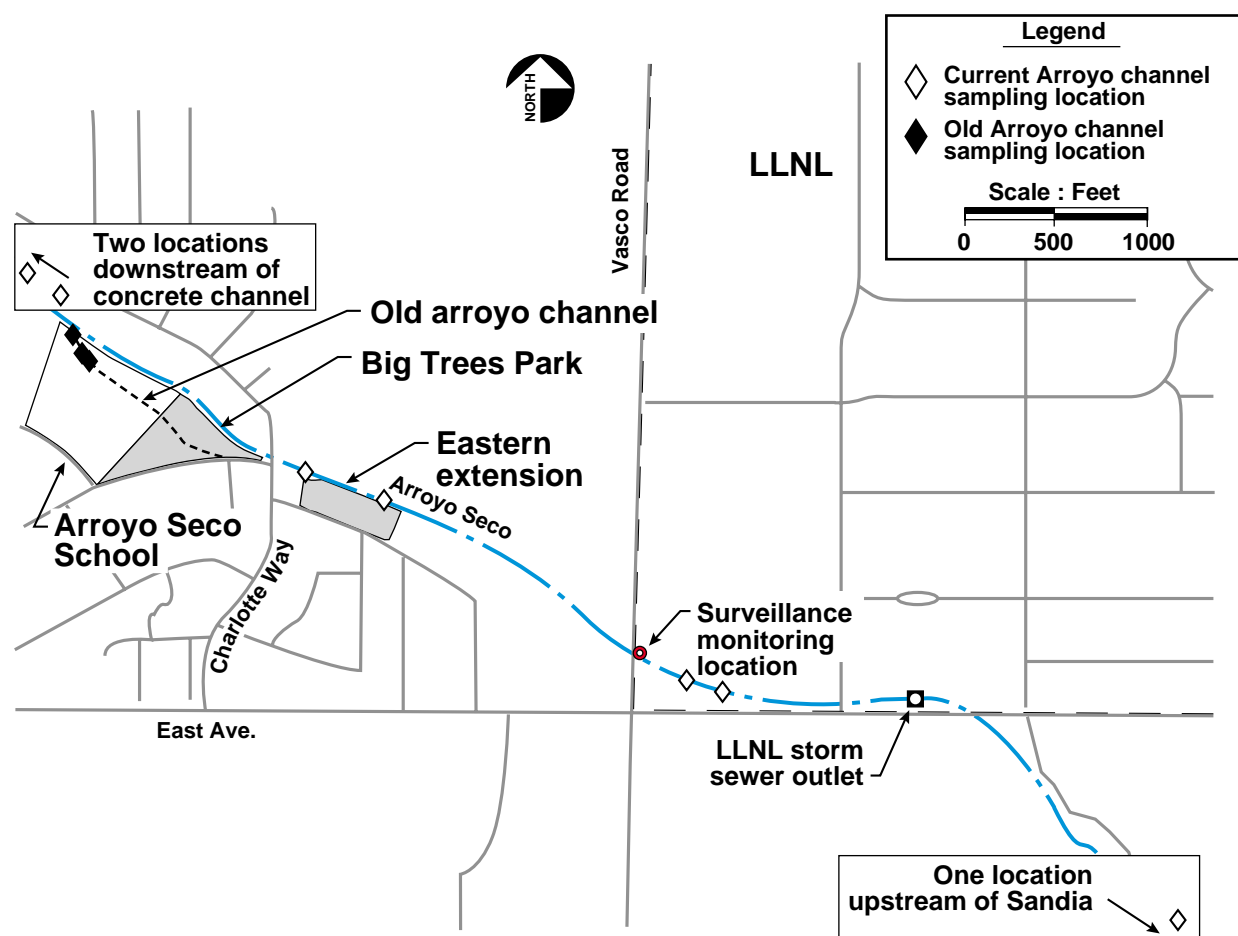 Legend
Current Arroyo channel
sampling location
Old Arroyo channel
sampling location
Scale : Feet
0 500 1000
NORTH
Vasco Road
LLNL
Two locations
downstream of
concrete channel
Old arroyo channel
Big Trees Park
Eastern
extension
Arroyo Seco
Arroyo Seco
School
Charlotte Way
Surveillance
monitoring
location
East Ave.
LLNL storm
sewer outlet
One location
upstream of Sandia